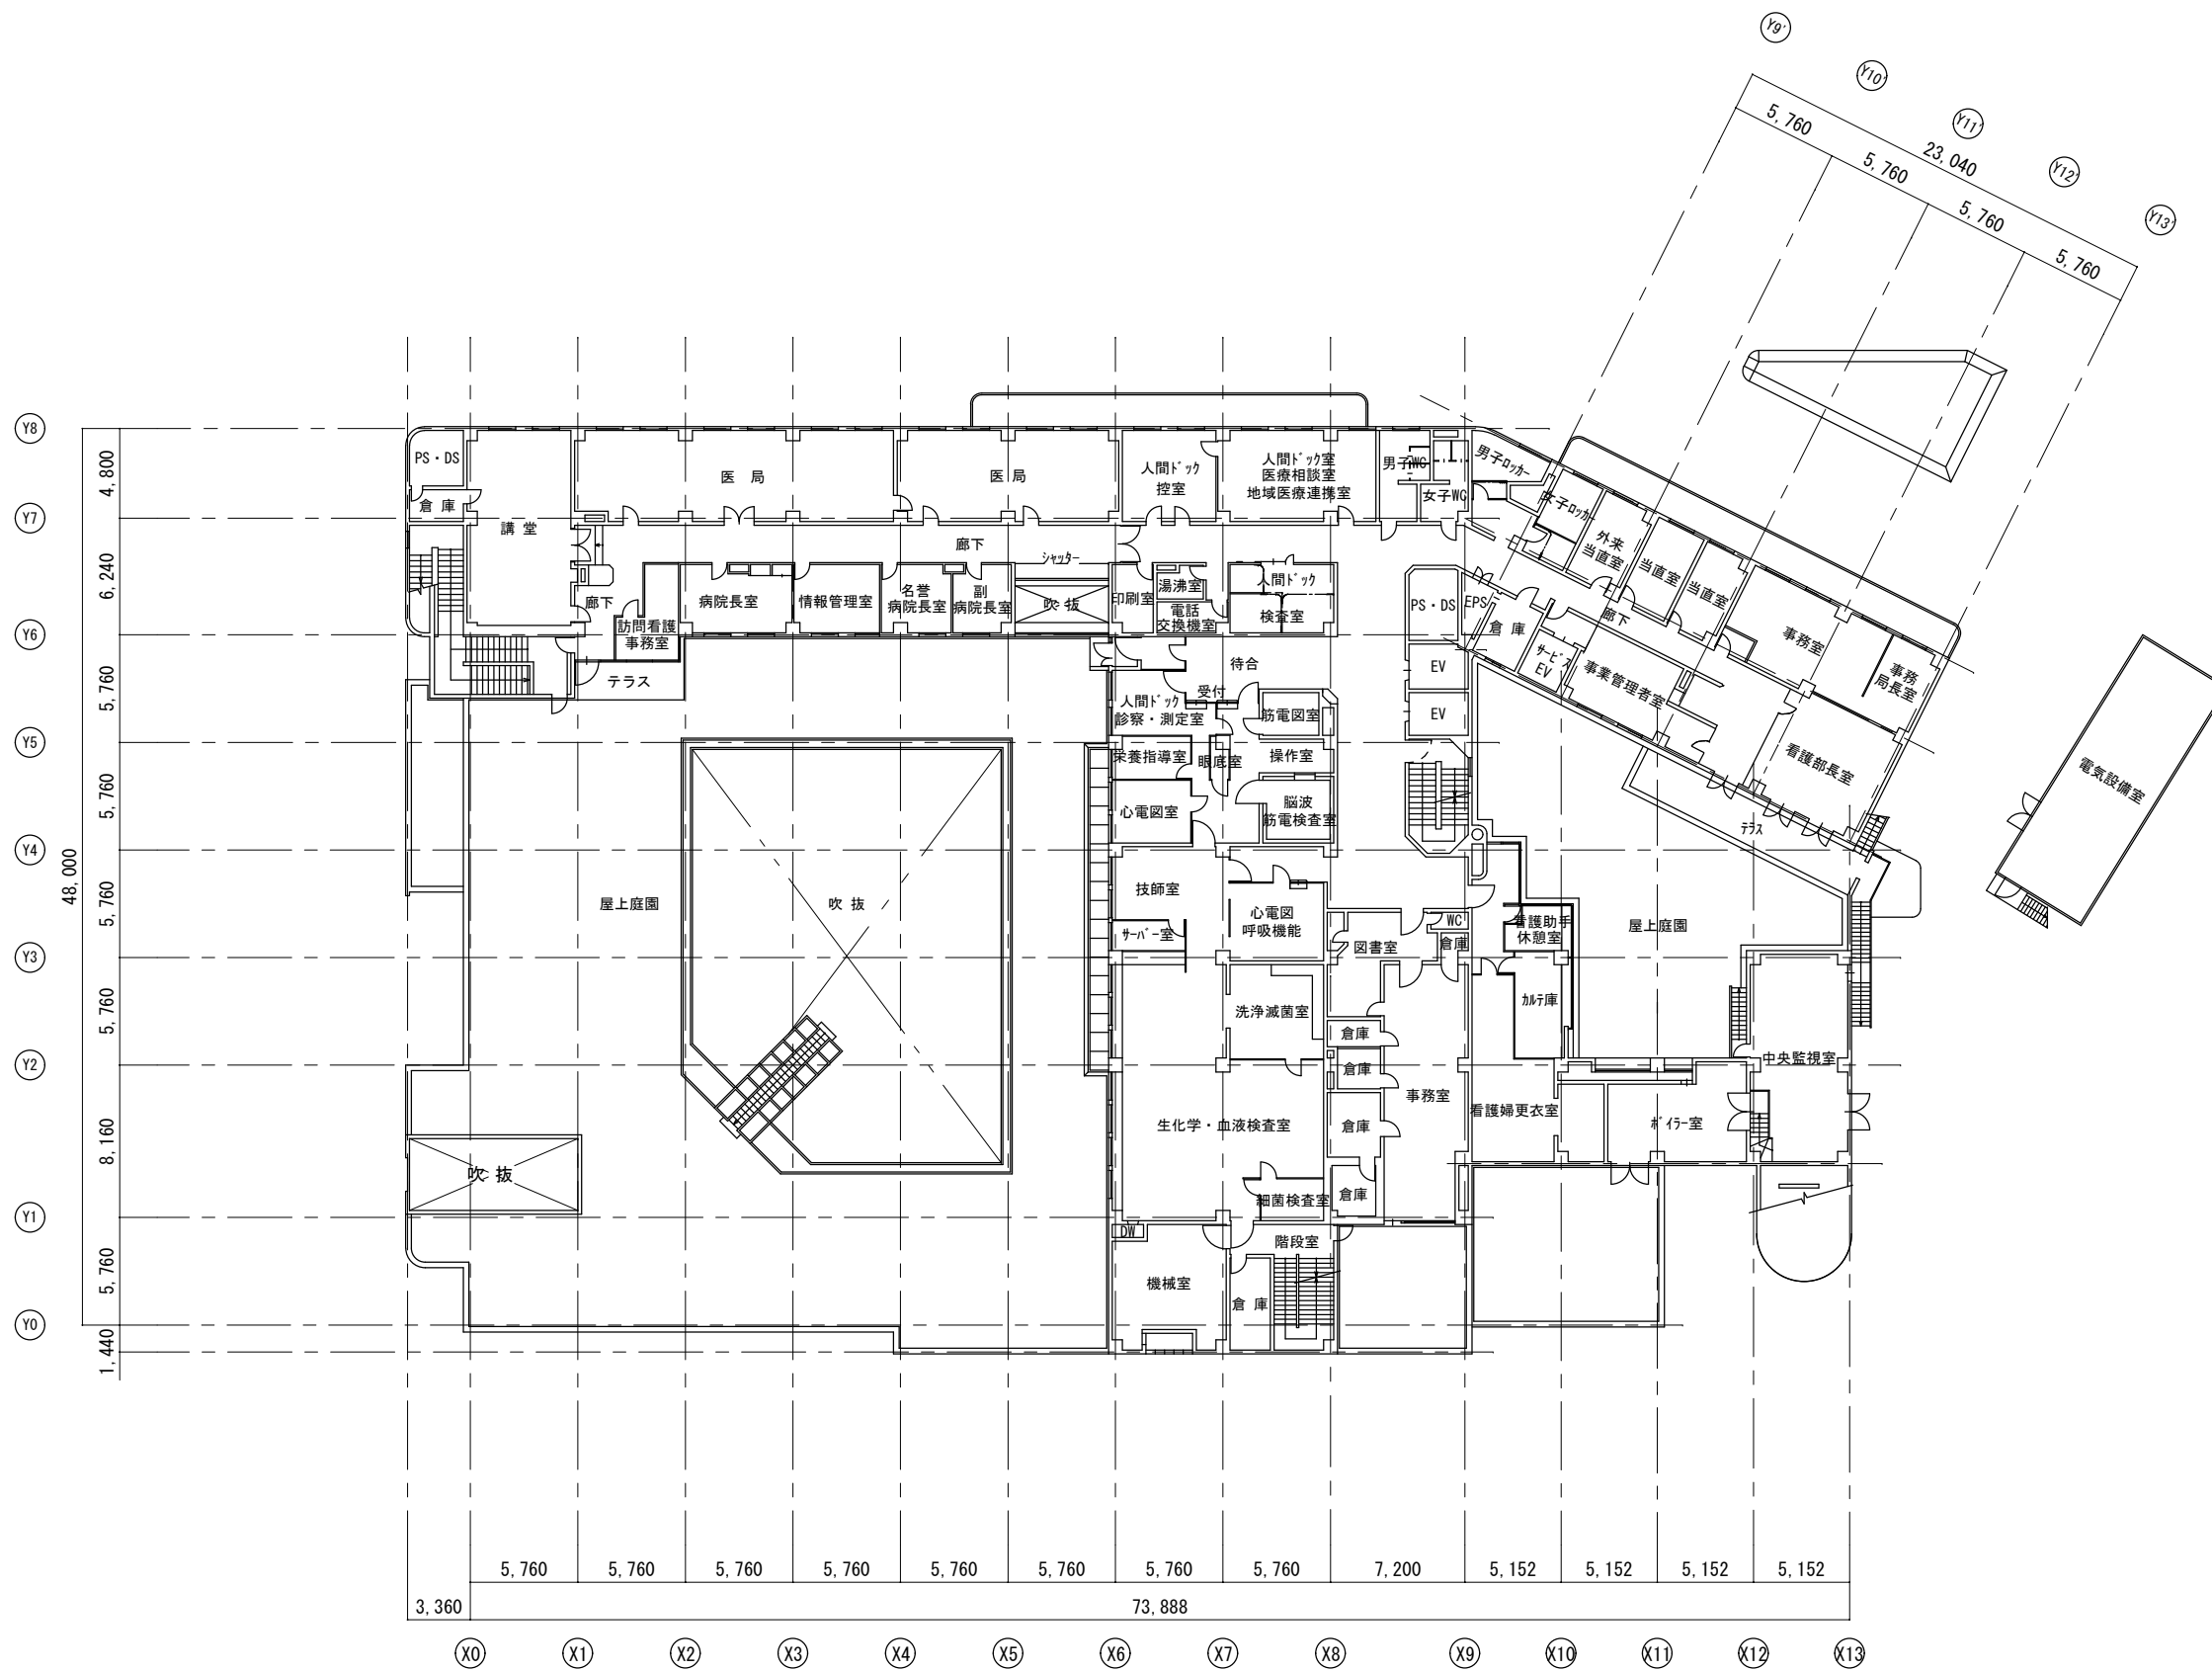 Y9'
Y10'
Y11'
Y12'
Y13'
5,760
23,040
5,760
5,760
5,760
Y8
Y7
Y6
Y5
Y4
Y3
Y2
Y1
Y0
4,800
6,240
5,760
5,760
5,760
5,760
8,160
5,760
1,440
48,000
PS・DS
倉庫
講堂
医局
医局
人間ドック
控室
人間ドック室
医療相談室
地域医療連携室
男子WC
女子WC
男子ロッカー
女子ロッカー
外来
当直室
当直室
当直室
廊下
シャッター
廊下
廊下
訪問看護
事務室
病院長室
情報管理室
名誉
病院長室
副
病院長室
吹抜
印刷室
湯沸室
電話
交換機室
人間ドック
検査室
PS・DS
EPS
倉庫
サービス
EV
事業管理者室
事務室
事務
局長室
看護部長室
テラス
電気設備室
テラス
待合
受付
EV
EV
人間ドック
診察・測定室
筋電図室
栄養指導室
眼底室
操作室
心電図室
脳波
筋電検査室
屋上庭園
吹抜
技師室
サーバー室
心電図
呼吸機能
図書室
WC
倉庫
看護助手
休憩室
屋上庭園
カルテ庫
洗浄滅菌室
倉庫
倉庫
倉庫
倉庫
事務室
看護婦更衣室
ボイラー室
中央監視室
生化学・血液検査室
細菌検査室
吹抜
DW
機械室
階段室
倉庫
5,760
5,760
5,760
5,760
5,760
5,760
5,760
5,760
7,200
5,152
5,152
5,152
5,152
3,360
73,888
X0
X1
X2
X3
X4
X5
X6
X7
X8
X9
X10
X11
X12
X13